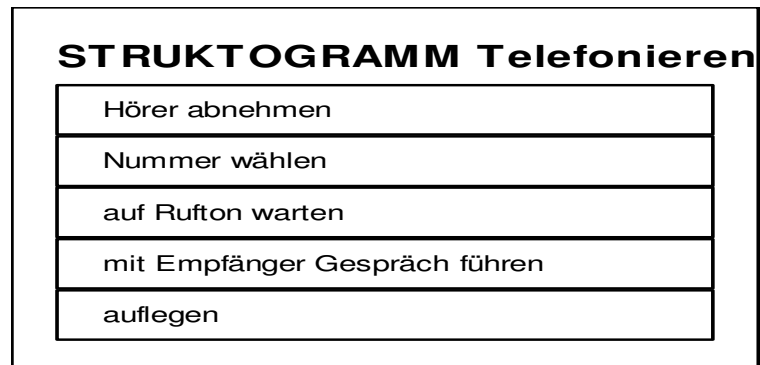 STRUKTOGRAMM Telefonieren
Hörer abnehmen
Nummer wählen
auf Rufton warten
mit Empfänger Gespräch führen
auflegen